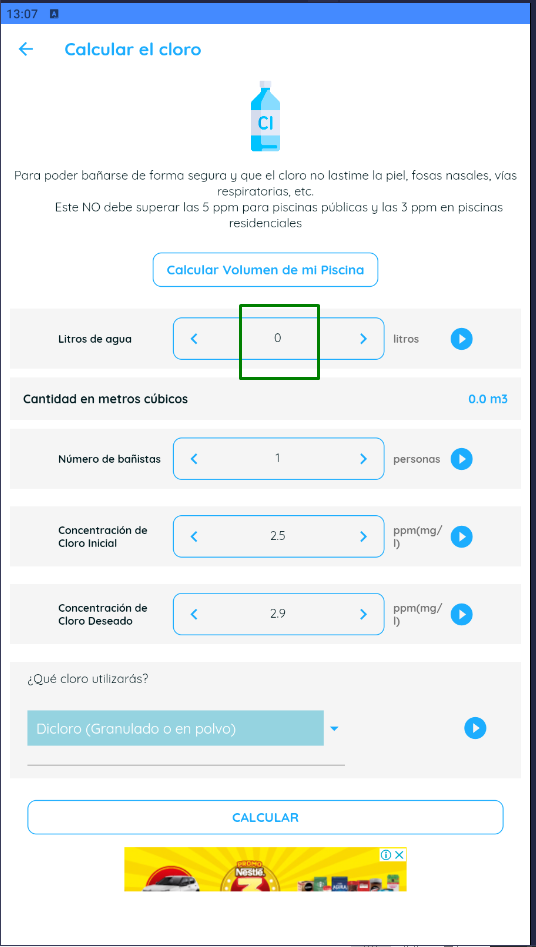 13:07 A
Calcular el cloro
Cl
Para poder bañarse de forma segura y que el cloro no lastime la piel, fosas nasales, vías
respiratorias, etc.
Este NO debe superar las 5 ppm para piscinas públicas y las 3 ppm en piscinas
residenciales
Calcular Volumen de mi Piscina
Litros de agua 0 litros
Cantidad en metros cúbicos 0.0 m3
Número de bañistas 1 personas
Concentración de
Cloro Inicial 2.5 ppm(mg/
l)
Concentración de
Cloro Deseado 2.9 ppm(mg/
l)
¿Qué cloro utilizarás?
Dicloro (Granulado o en polvo)
CALCULAR
PROMO
Nestlé
3